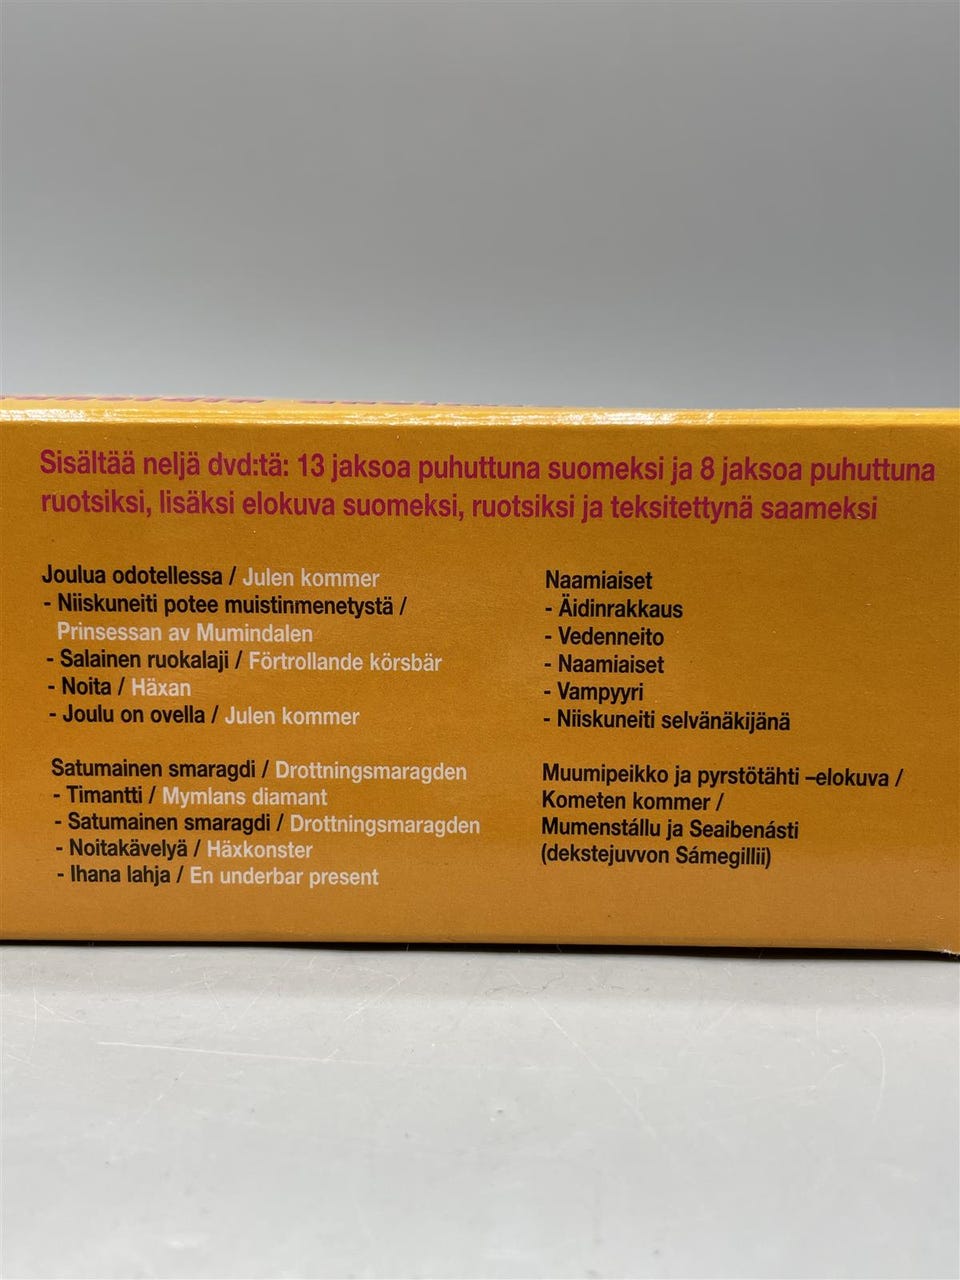 Sisältää neljä dvd:tä: 13 jaksoa puhuttuna suomeksi ja 8 jaksoa puhuttuna
ruotsiksi, lisäksi elokuva suomeksi, ruotsiksi ja teksitettynä saameksi
Joulua odotellessa / Julen kommer
- Niiskuneiti potee muistinmenetystä /
Prinsessan av Mumindalen
- Salainen ruokalaji / Förtrollande körsbär
- Noita / Häxan
- Joulu on ovella / Julen kommer
Satumainen smaragdi / Drottningsmaragden
- Timantti / Mymlans diamant
- Satumainen smaragdi / Drottningsmaragden
- Noitakävelyä / Häxkonster
- Ihana lahja / En underbar present
Naamiaiset
- Äidinrakkaus
- Vedenneito
- Naamiaiset
- Vampyyri
- Niiskuneiti selvänäkijänä
Muumipeikko ja pyrstötähti –elokuva /
Kometen kommer /
Mumenstállu ja Seaibenásti
(dekstejuvvon Sámegillii)